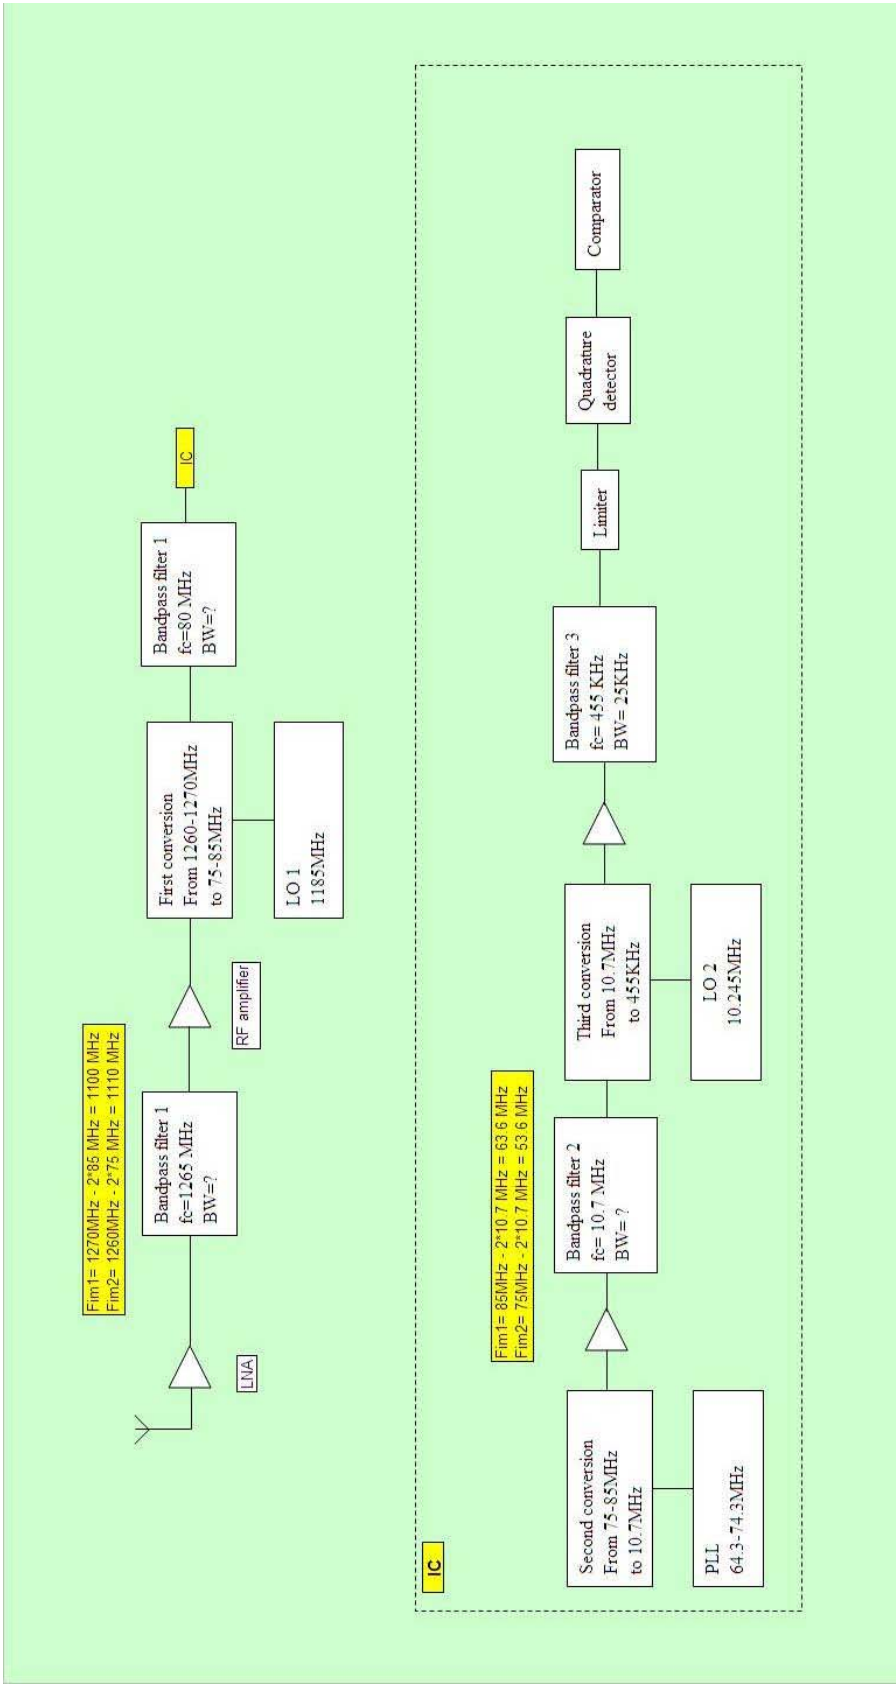 Fim1= 1270MHz - 2*85 MHz = 1100 MHz
Fim2= 1260MHz - 2*75 MHz = 1110 MHz
LNA
Bandpass filter 1
fc=1265 MHz
BW=?
RF amplifier
First conversion
From 1260-1270MHz
to 75-85MHz
LO 1
1185MHz
Bandpass filter 1
fc=80 MHz
BW=?
IC
IC
Second conversion
From 75-85MHz
to 10.7MHz
PLL
64.3-74.3MHz
Fim1= 85MHz - 2*10.7 MHz = 63.6 MHz
Fim2= 75MHz - 2*10.7 MHz = 53.6 MHz
Bandpass filter 2
fc= 10.7 MHz
BW= ?
Third conversion
From 10.7MHz
to 455KHz
LO 2
10.245MHz
Bandpass filter 3
fc= 455 KHz
BW= 25KHz
Limiter
Quadrature
detector
Comparator